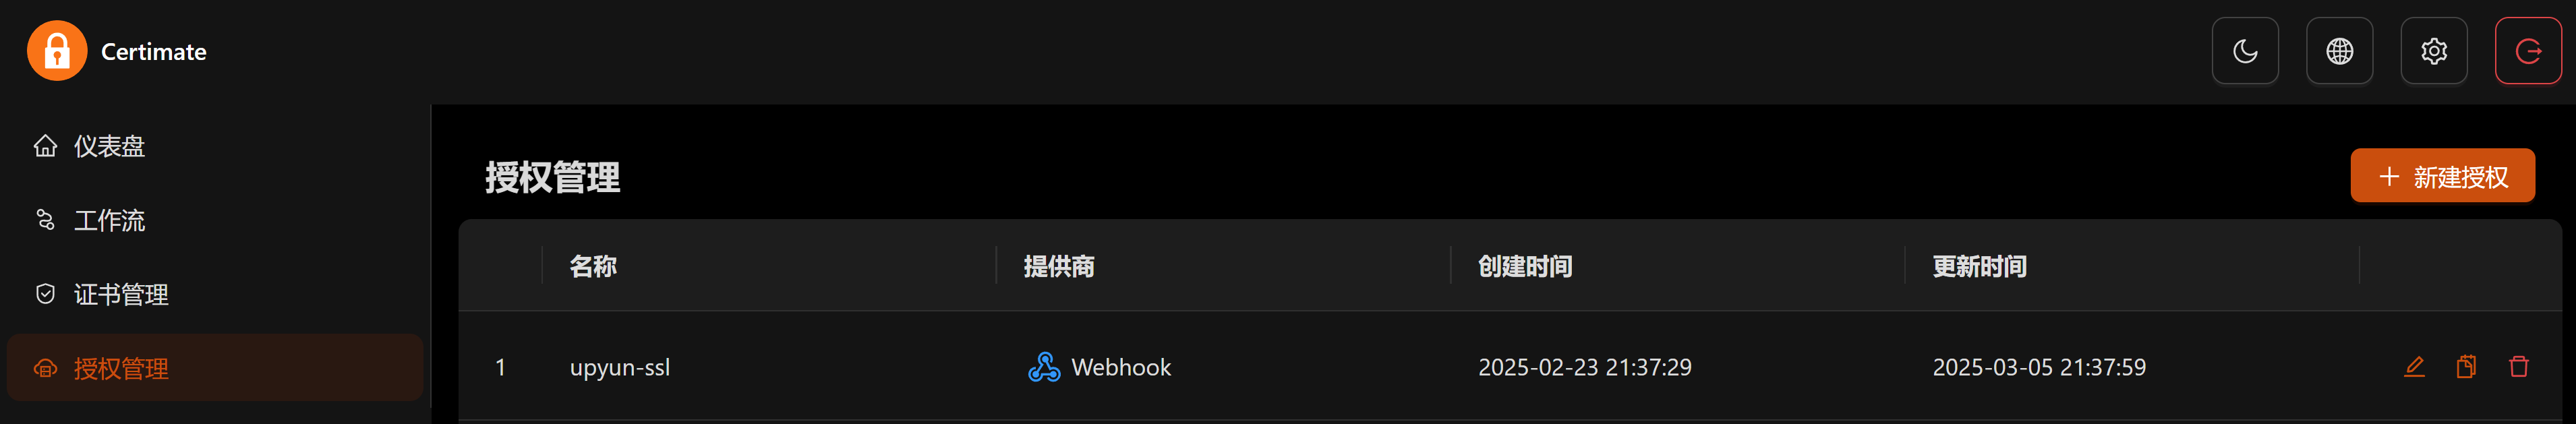 Certimate
仪表盘
工作流
证书管理
授权管理
授权管理
新建授权
名称 提供商 创建时间 更新时间
1 upyun-ssl Webhook 2025-02-23 21:37:29 2025-03-05 21:37:59